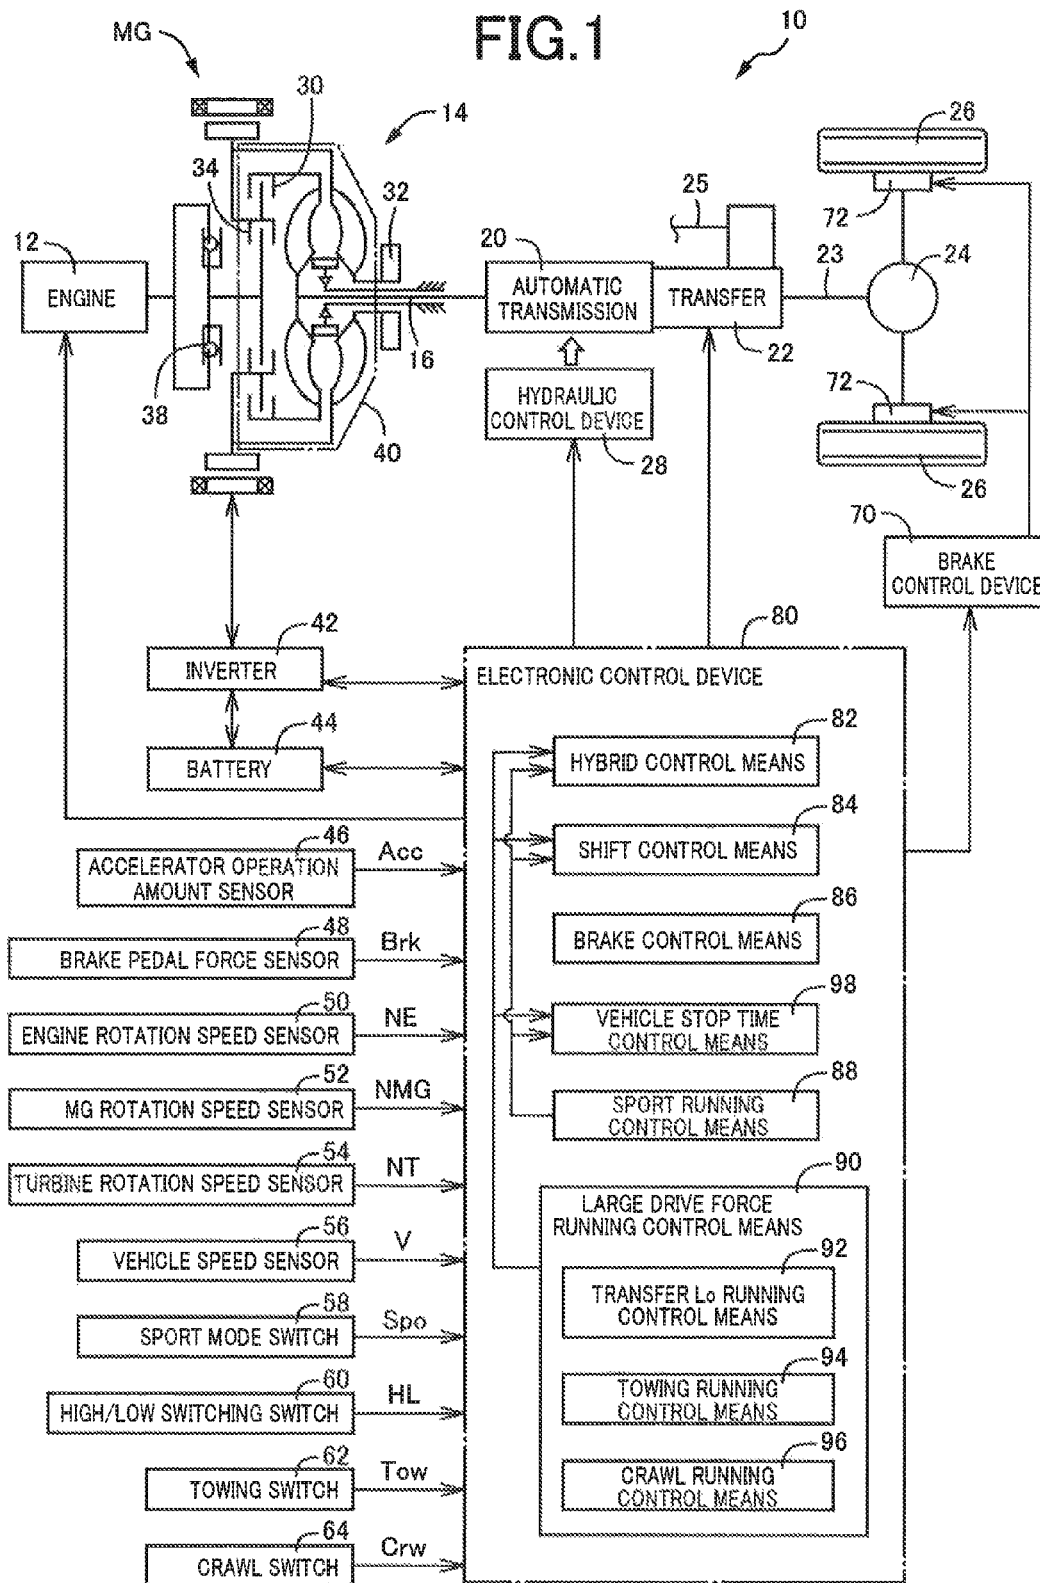 FIG.1
MG
10
14
30
34
32
12
ENGINE
38
16
40
20
AUTOMATIC
TRANSMISSION
25
TRANSFER
22
23
24
26
72
72
26
HYDRAULIC
CONTROL DEVICE
28
70
BRAKE
CONTROL DEVICE
42
INVERTER
44
BATTERY
80
ELECTRONIC CONTROL DEVICE
82
HYBRID CONTROL MEANS
84
SHIFT CONTROL MEANS
86
BRAKE CONTROL MEANS
98
VEHICLE STOP TIME
CONTROL MEANS
88
SPORT RUNNING
CONTROL MEANS
90
LARGE DRIVE FORCE
RUNNING CONTROL MEANS
92
TRANSFER Lo RUNNING
CONTROL MEANS
94
TOWING RUNNING
CONTROL MEANS
96
CRAWL RUNNING
CONTROL MEANS
46
ACCELERATOR OPERATION
AMOUNT SENSOR
Acc
48
BRAKE PEDAL FORCE SENSOR
Brk
50
ENGINE ROTATION SPEED SENSOR
NE
52
MG ROTATION SPEED SENSOR
NMG
54
TURBINE ROTATION SPEED SENSOR
NT
56
VEHICLE SPEED SENSOR
V
58
SPORT MODE SWITCH
Spo
60
HIGH/LOW SWITCHING SWITCH
HL
62
TOWING SWITCH
Tow
64
CRAWL SWITCH
Crw